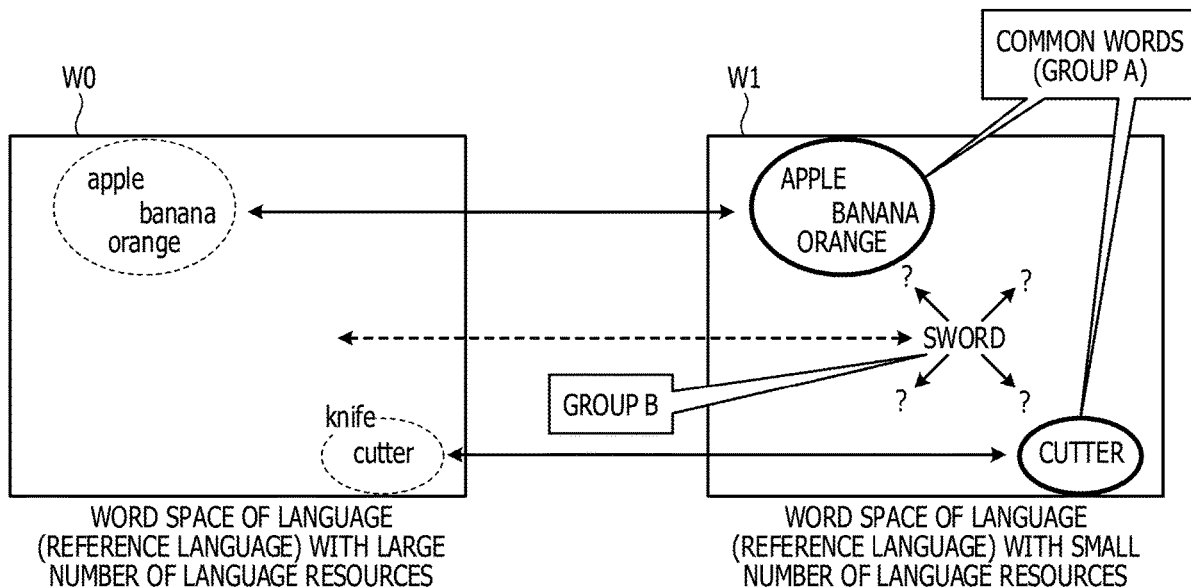 COMMON WORDS
(GROUP A)
W0
W1
apple
banana
orange
APPLE
BANANA
ORANGE
?
?
SWORD
GROUP B
?
?
knife
cutter
CUTTER
WORD SPACE OF LANGUAGE
(REFERENCE LANGUAGE) WITH LARGE
NUMBER OF LANGUAGE RESOURCES
WORD SPACE OF LANGUAGE
(REFERENCE LANGUAGE) WITH SMALL
NUMBER OF LANGUAGE RESOURCES